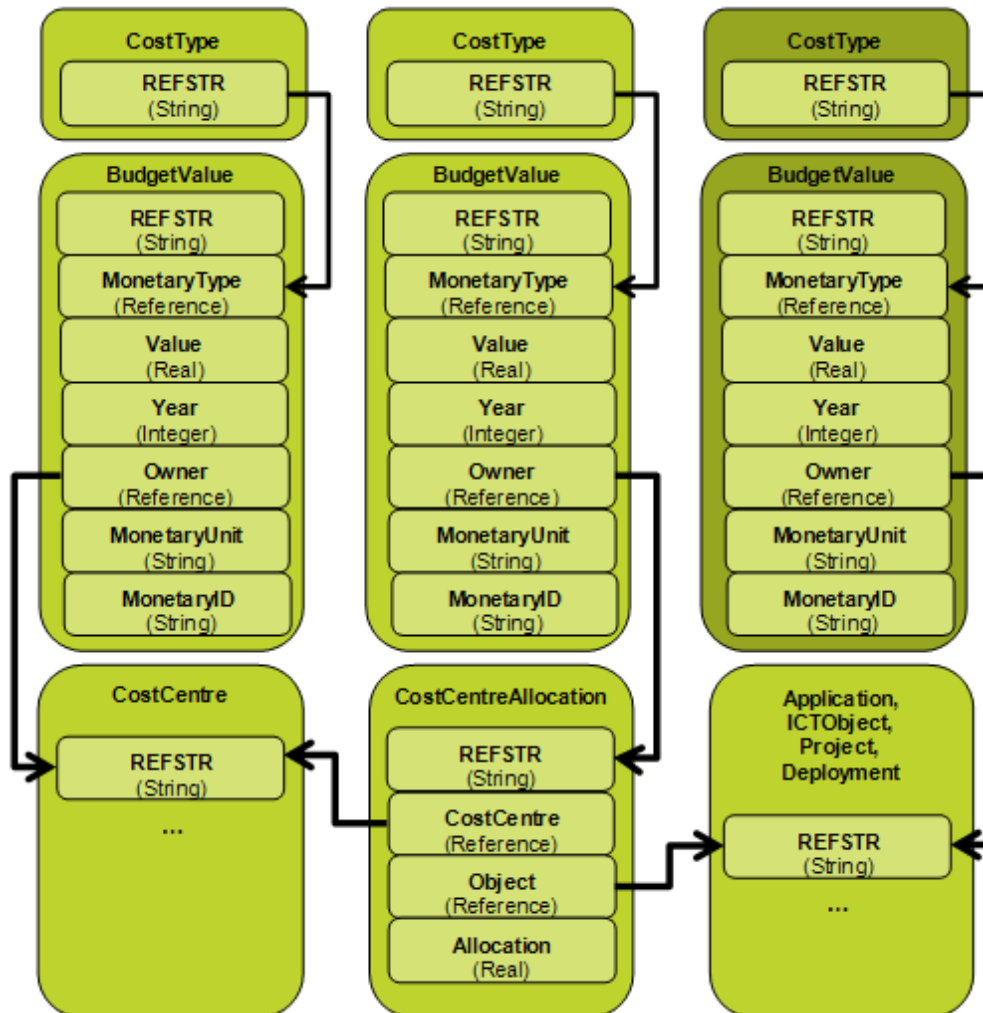 CostType
REFSTR
(String)
BudgetValue
REFSTR
(String)
MonetaryType
(Reference)
Value
(Real)
Year
(Integer)
Owner
(Reference)
MonetaryUnit
(String)
MonetaryID
(String)
CostCentre
REFSTR
(String)
...
CostType
REFSTR
(String)
BudgetValue
REFSTR
(String)
MonetaryType
(Reference)
Value
(Real)
Year
(Integer)
Owner
(Reference)
MonetaryUnit
(String)
MonetaryID
(String)
CostCentreAllocation
REFSTR
(String)
CostCentre
(Reference)
Object
(Reference)
Allocation
(Real)
CostType
REFSTR
(String)
BudgetValue
REFSTR
(String)
MonetaryType
(Reference)
Value
(Real)
Year
(Integer)
Owner
(Reference)
MonetaryUnit
(String)
MonetaryID
(String)
Application,
ICTObject,
Project,
Deployment
REFSTR
(String)
...